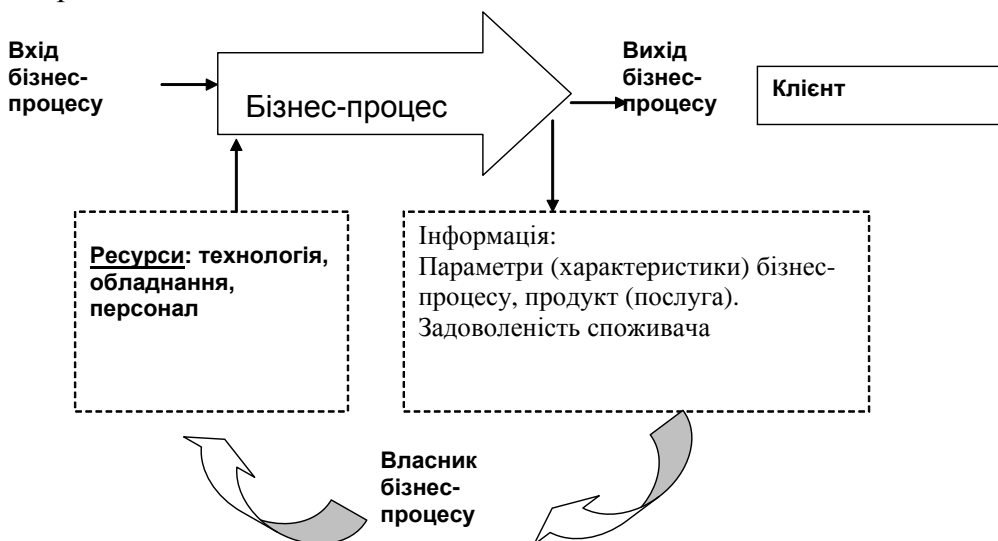 Вхід
бізнес-
процесу
Бізнес-процес
Вихід
бізнес-
процесу
Клієнт
Ресурси: технологія,
обладнання,
персонал
Інформація:
Параметри (характеристики) бізнес-
процесу, продукт (послуга).
Задоволеність споживача
Власник
бізнес-
процесу